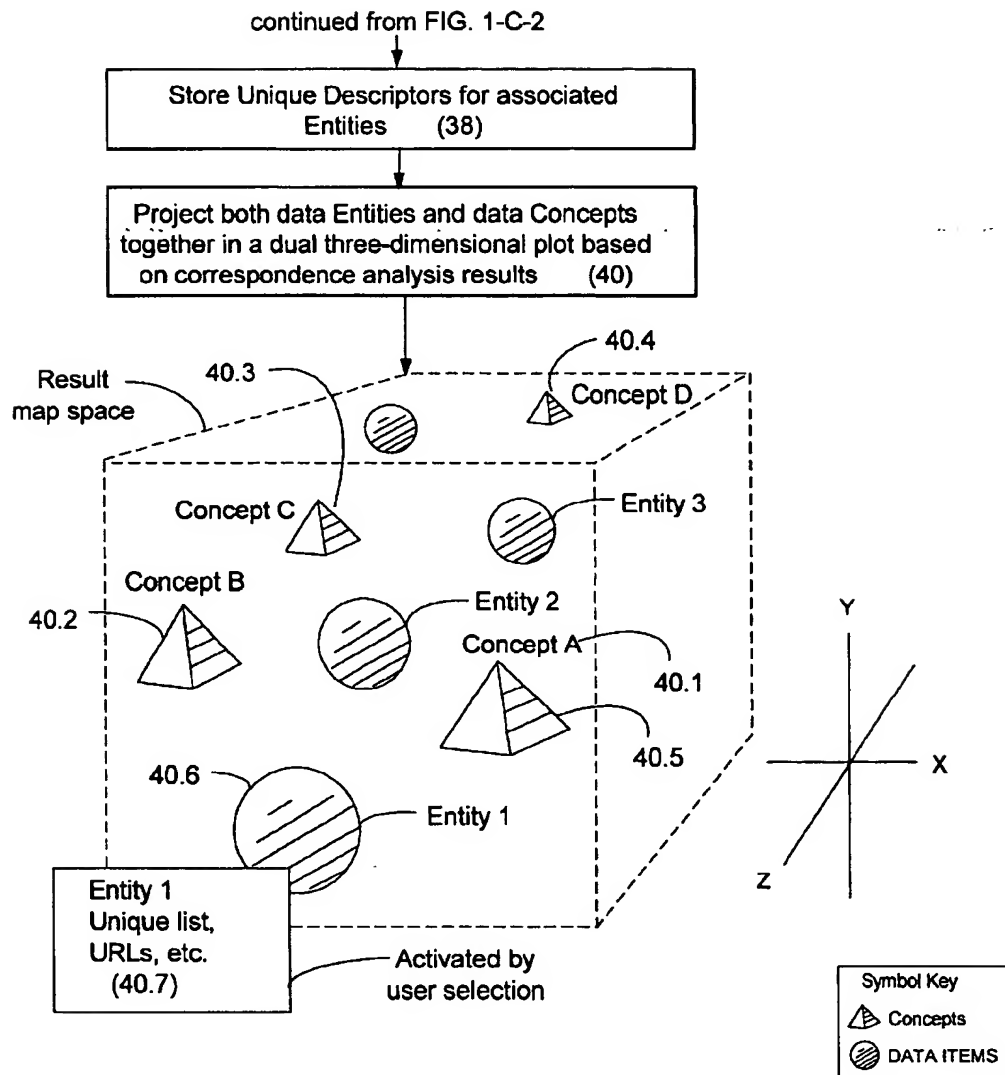 continued from FIG. 1-C-2
Store Unique Descriptors for associated
Entities (38)
Project both data Entities and data Concepts
together in a dual three-dimensional plot based
on correspondence analysis results (40)
Result
map space
40.3
40.4
Concept D
Concept C
Entity 3
Concept B
40.2
Entity 2
Concept A
40.1
40.5
40.6
Entity 1
Y
X
Z
Entity 1
Unique list,
URLs, etc.
(40.7)
Activated by
user selection
Symbol Key
Concepts
DATA ITEMS